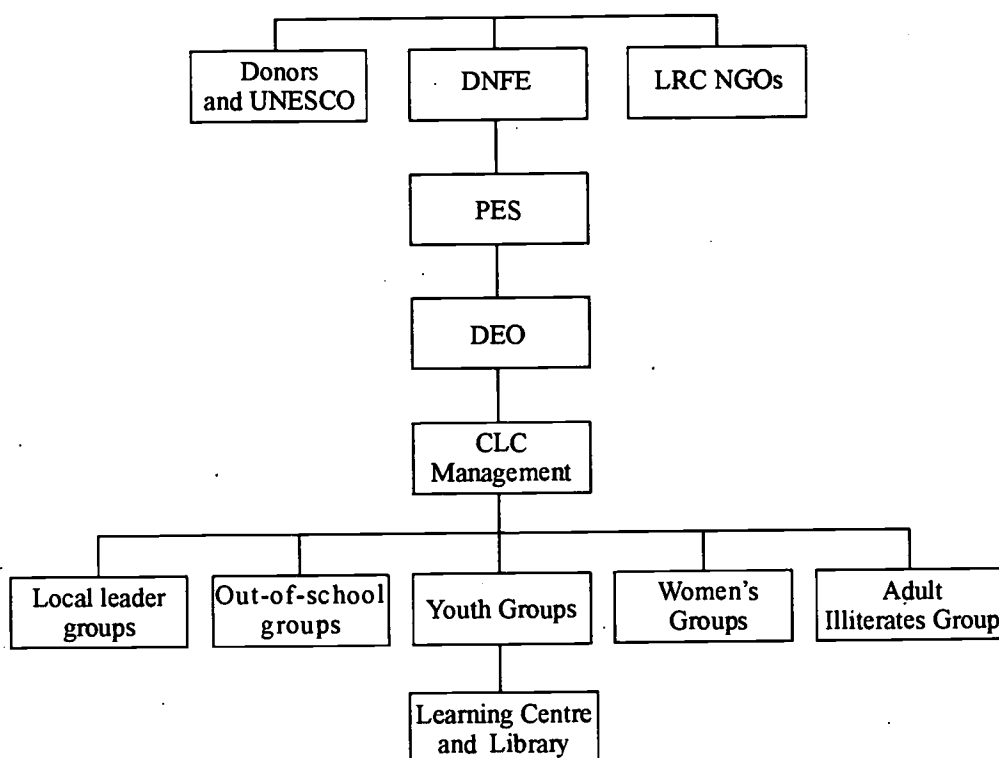 Donors
and UNESCO
DNFE
LRC NGOs
PES
DEO
CLC
Management
Local leader
groups
Out-of-school
groups
Youth Groups
Women's
Groups
Adult
Illiterates Group
Learning Centre
and Library